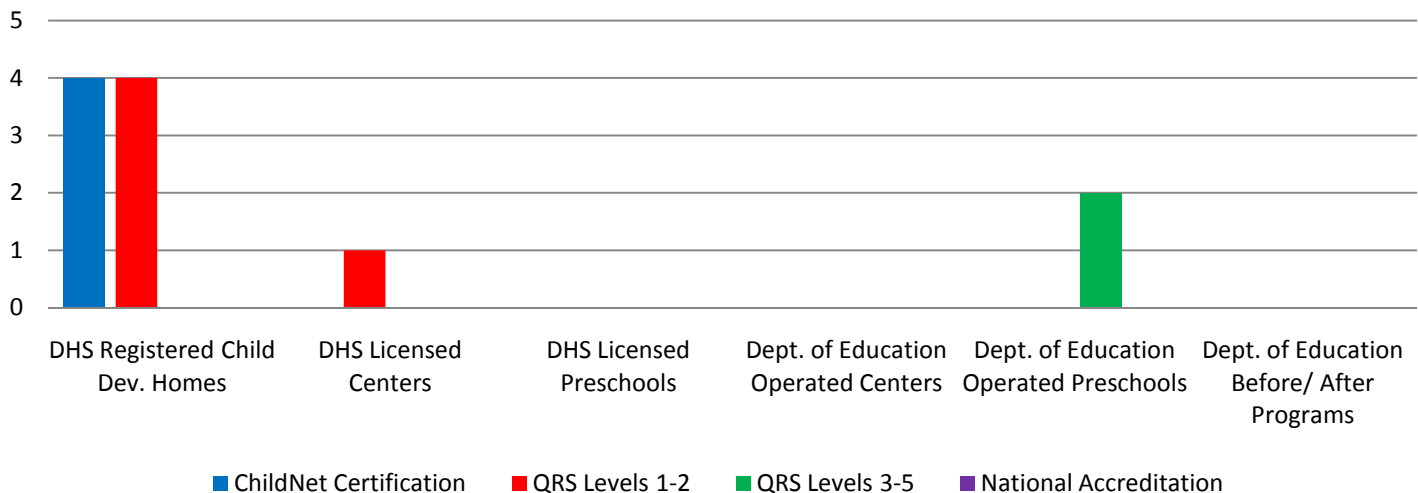 5
4
3
2
1
0
DHS Registered Child
Dev. Homes
DHS Licensed
Centers
DHS Licensed
Preschools
Dept. of Education
Operated Centers
Dept. of Education
Operated Preschools
Dept. of Education
Before/ After
Programs
ChildNet Certification
QRS Levels 1-2
QRS Levels 3-5
National Accreditation